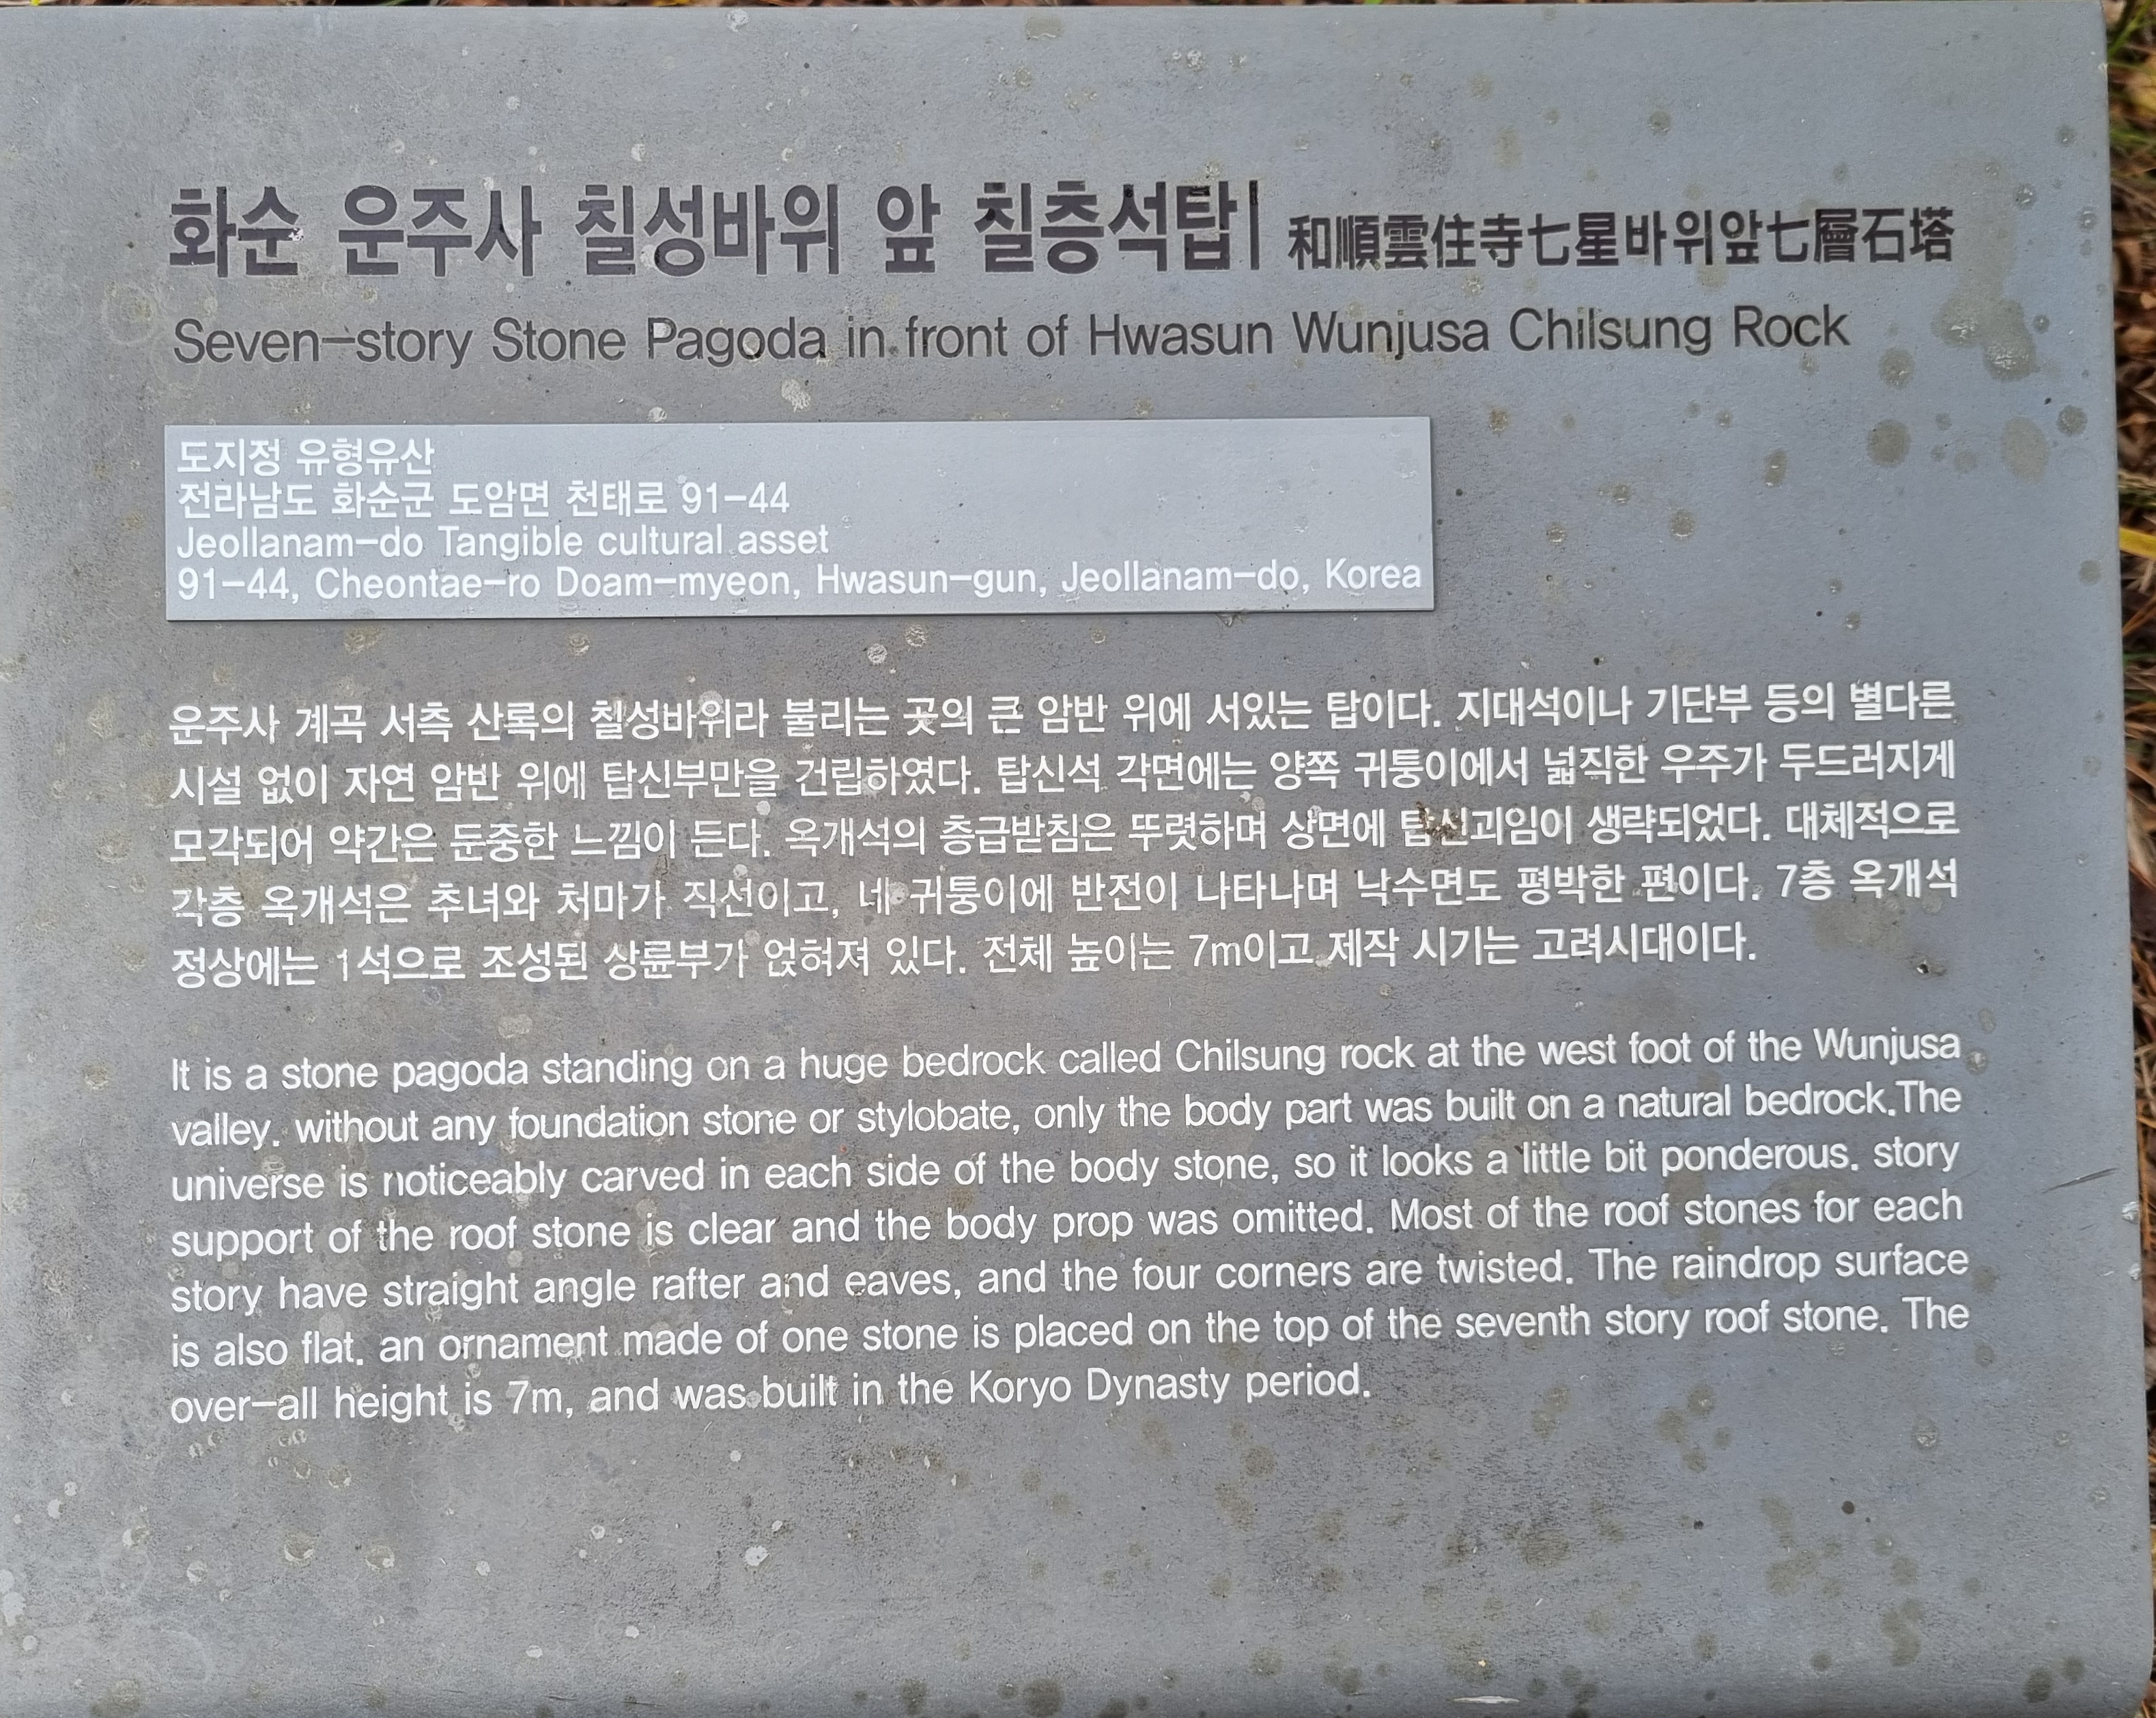 화순 운주사 칠성바위 앞 칠층석탑| 和順雲住寺七星바위앞七層石塔
Seven-story Stone Pagoda in front of Hwasun Wunjusa Chilsung Rock
도지정 유형유산
전라남도 화순군 도암면 천태로 91-44
Jeollanam-do Tangible cultural asset
91-44, Cheontae-ro Doam-myeon, Hwasun-gun, Jeollanam-do, Korea
운주사 계곡 서측 산록의 칠성바위라 불리는 곳의 큰 암반 위에 서있는 탑이다. 지대석이나 기단부 등의 별다른
시설 없이 자연 암반 위에 탑신부만을 건립하였다. 탑신석 각면에는 양쪽 귀퉁이에서 넓직한 우주가 두드러지게
모각되어 약간은 둔중한 느낌이 든다. 옥개석의 층급받침은 뚜렷하며 상면에 탑신괴임이 생략되었다. 대체적으로
각층 옥개석은 추녀와 처마가 직선이고, 네 귀퉁이에 반전이 나타나며 낙수면도 평박한 편이다. 7층 옥개석
정상에는 1석으로 조성된 상륜부가 얹혀져 있다. 전체 높이는 7m이고 제작 시기는 고려시대이다.
It is a stone pagoda standing on a huge bedrock called Chilsung rock at the west foot of the Wunjusa
valley. without any foundation stone or stylobate, only the body part was built on a natural bedrock.The
universe is noticeably carved in each side of the body stone, so it looks a little bit ponderous. story
support of the roof stone is clear and the body prop was omitted. Most of the roof stones for each
story have straight angle rafter and eaves, and the four corners are twisted. The raindrop surface
is also flat. an ornament made of one stone is placed on the top of the seventh story roof stone. The
over-all height is 7m, and was built in the Koryo Dynasty period.